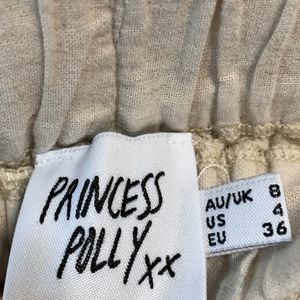 PRINCESS
POLLY xx
AU/UK 8
US 4
EU 36